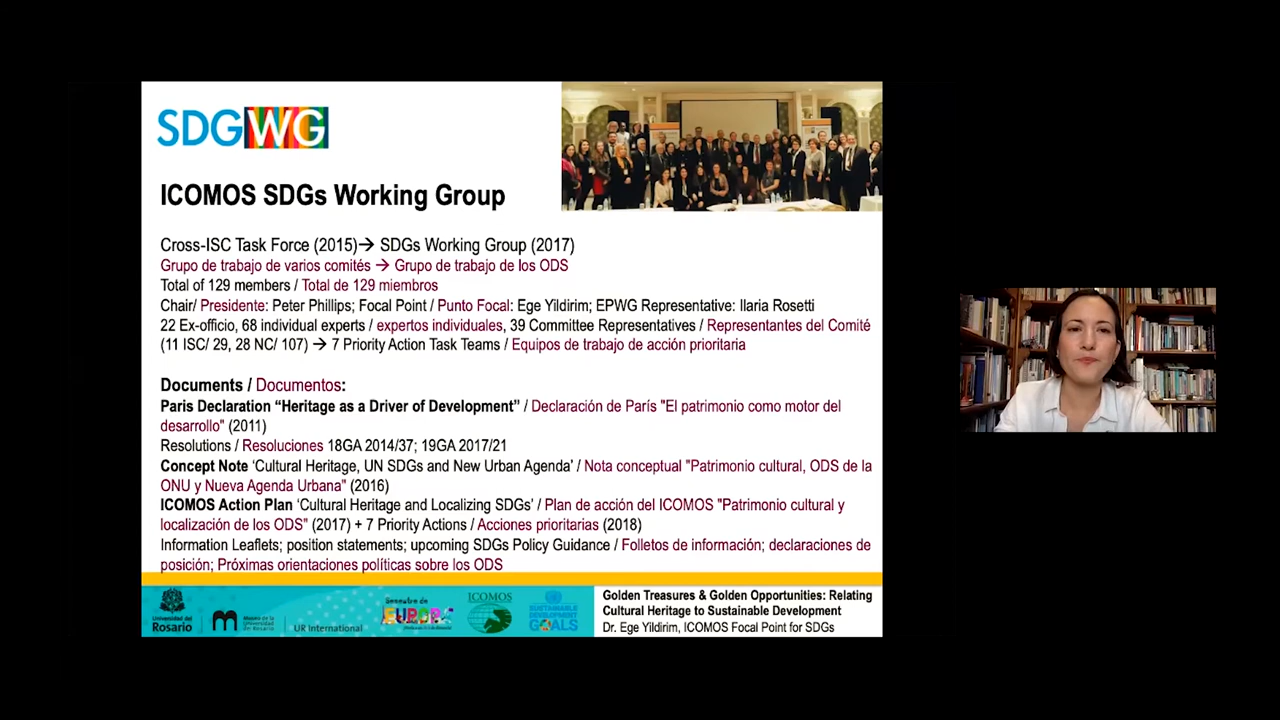 SDGWG
ICOMOS SDGs Working Group
Cross-ISC Task Force (2015)→ SDGs Working Group (2017)
Grupo de trabajo de varios comités → Grupo de trabajo de los ODS
Total of 129 members / Total de 129 miembros
Chair/ Presidente: Peter Phillips; Focal Point / Punto Focal: Ege Yildirim; EPWG Representative: Ilaria Rosetti
22 Ex-officio, 68 individual experts / expertos individuales, 39 Committee Representatives / Representantes del Comité
(11 ISC/ 29, 28 NC/ 107) → 7 Priority Action Task Teams / Equipos de trabajo de acción prioritaria
Documents / Documentos:
Paris Declaration “Heritage as a Driver of Development” / Declaración de París "El patrimonio como motor del
desarrollo" (2011)
Resolutions / Resoluciones 18GA 2014/37; 19GA 2017/21
Concept Note ‘Cultural Heritage, UN SDGs and New Urban Agenda’ / Nota conceptual "Patrimonio cultural, ODS de la
ONU y Nueva Agenda Urbana" (2016)
ICOMOS Action Plan ‘Cultural Heritage and Localizing SDGs’ / Plan de acción del ICOMOS "Patrimonio cultural y
localización de los ODS" (2017) + 7 Priority Actions / Acciones prioritarias (2018)
Information Leaflets; position statements; upcoming SDGs Policy Guidance / Folletos de información; declaraciones de
posición; Próximas orientaciones políticas sobre los ODS
Universidad del
Rosario
Museo de la
Universidad
del Rosario
UR International
Semestre de
EUROPA
ICOMOS
SUSTAINABLE
DEVELOPMENT
GOALS
Golden Treasures & Golden Opportunities: Relating
Cultural Heritage to Sustainable Development
Dr. Ege Yildirim, ICOMOS Focal Point for SDGs